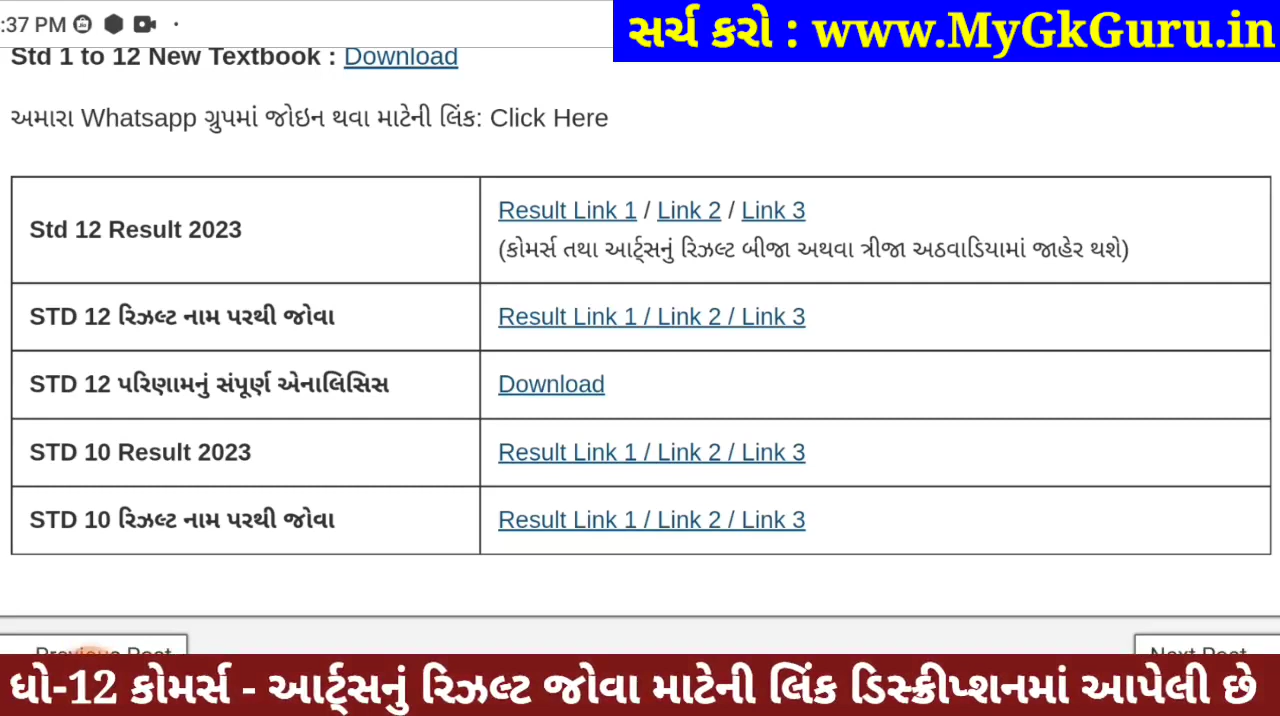 :37 PM
સર્ચ કરો : www.MyGkGuru.in
Std 1 to 12 New Textbook : Download
અમારા Whatsapp ગ્રુપમાં જોઇન થવા માટેની લિંક: Click Here
Std 12 Result 2023
Result Link 1 / Link 2 / Link 3
(કોમર્સ તથા આર્ટ્સનું રિઝલ્ટ બીજા અથવા ત્રીજા અઠવાડિયામાં જાહેર થશે)
STD 12 રિઝલ્ટ નામ પરથી જોવા
Result Link 1 / Link 2 / Link 3
STD 12 પરિણામનું સંપૂર્ણ એનાલિસિસ
Download
STD 10 Result 2023
Result Link 1 / Link 2 / Link 3
STD 10 રિઝલ્ટ નામ પરથી જોવા
Result Link 1 / Link 2 / Link 3
Previous Post
Next Post
ધો-12 કોમર્સ - આર્ટ્સનું રિઝલ્ટ જોવા માટેની લિંક ડિસ્ક્રીપ્શનમાં આપેલી છે